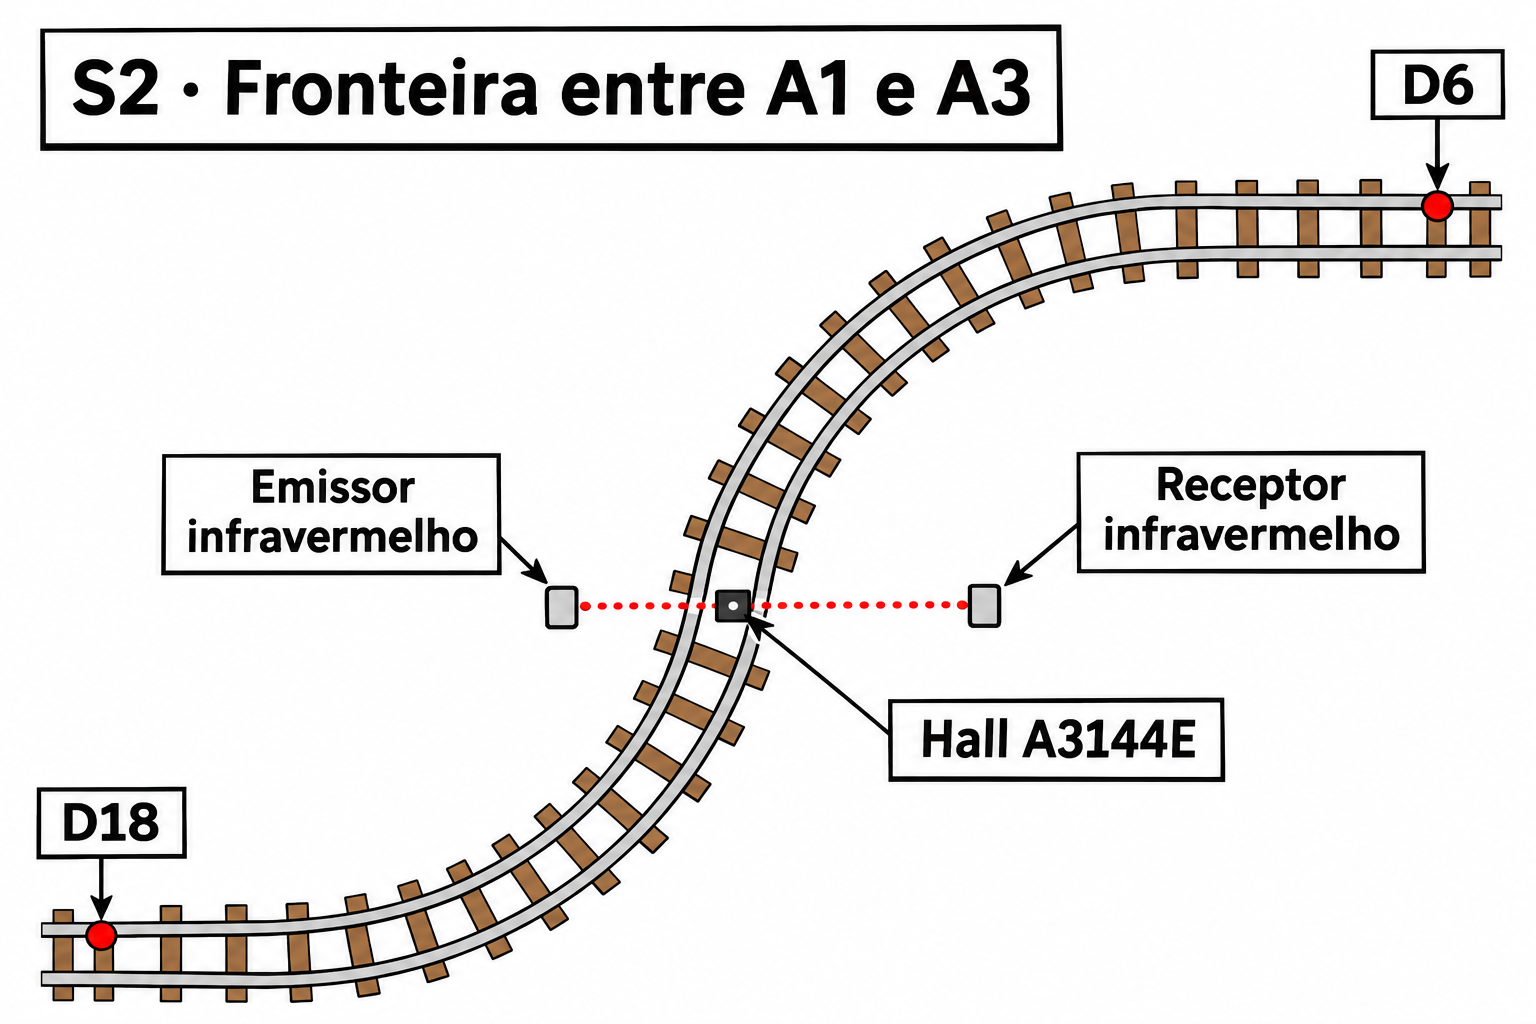 S2 · Fronteira entre A1 e A3
D6
Emissor
infravermelho
Receptor
infravermelho
Hall A3144E
D18